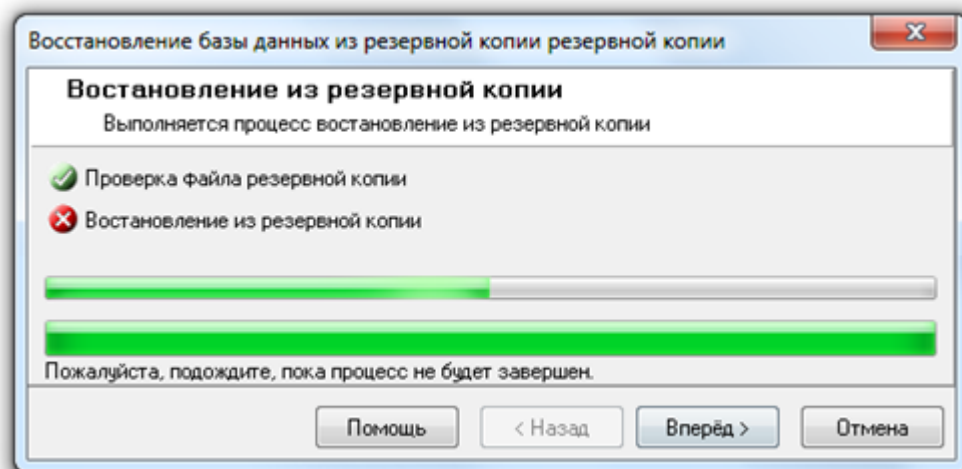 Восстановление базы данных из резервной копии резервной копии
Востановление из резервной копии
Выполняется процесс востановление из резервной копии
Проверка файла резервной копии
Востановление из резервной копии
Пожалуйста, подождите, пока процесс не будет завершен.
Помощь < Назад Вперёд > Отмена